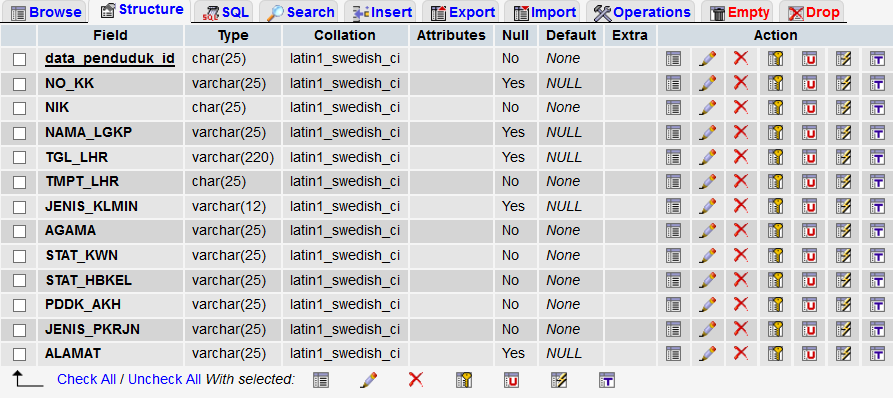 Browse Structure SQL Search Insert Export Import Operations Empty Drop
Field Type Collation Attributes Null Default Extra Action
data_penduduk_id char(25) latin1_swedish_ci No None
NO_KK varchar(25) latin1_swedish_ci Yes NULL
NIK char(25) latin1_swedish_ci No None
NAMA_LGKP varchar(25) latin1_swedish_ci Yes NULL
TGL_LHR varchar(220) latin1_swedish_ci Yes NULL
TMPT_LHR char(25) latin1_swedish_ci No None
JENIS_KLMIN varchar(12) latin1_swedish_ci Yes NULL
AGAMA varchar(25) latin1_swedish_ci No None
STAT_KWN varchar(25) latin1_swedish_ci No None
STAT_HBKEL varchar(25) latin1_swedish_ci No None
PDDK_AKH varchar(25) latin1_swedish_ci No None
JENIS_PKRJN varchar(25) latin1_swedish_ci No None
ALAMAT varchar(25) latin1_swedish_ci Yes NULL
Check All / Uncheck All With selected: